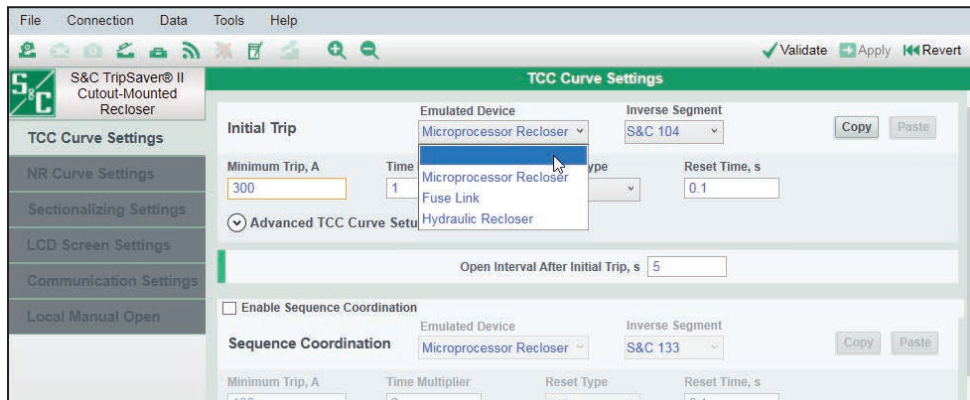 File Connection Data Tools Help
Validate Apply Revert
S&C TripSaver® II
Cutout-Mounted
Recloser
TCC Curve Settings
NR Curve Settings
Sectionalizing Settings
LCD Screen Settings
Communication Settings
Local Manual Open
TCC Curve Settings
Emulated Device Inverse Segment
Initial Trip Microprocessor Recloser S&C 104 Copy Paste
Microprocessor Recloser
Fuse Link
Hydraulic Recloser
Minimum Trip, A Time ype Reset Time, s
300 1 0.1
Advanced TCC Curve Setu
Open Interval After Initial Trip, s 5
Enable Sequence Coordination
Emulated Device Inverse Segment
Sequence Coordination Microprocessor Recloser S&C 133 Copy Paste
Minimum Trip, A Time Multiplier Reset Type Reset Time, s